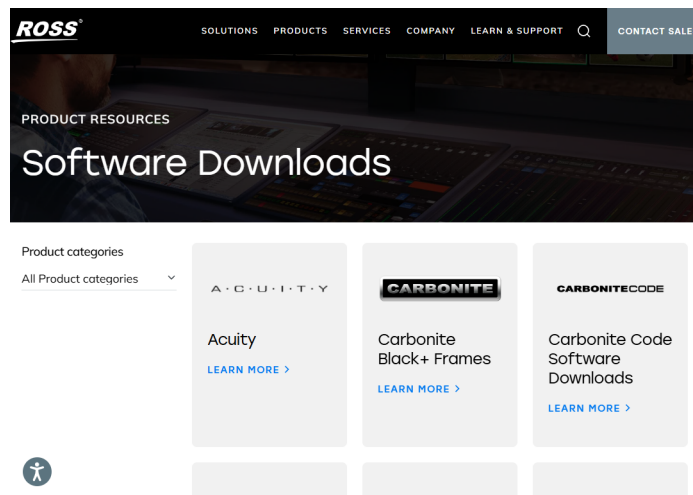 ROSS
SOLUTIONS PRODUCTS SERVICES COMPANY LEARN & SUPPORT CONTACT SALE
PRODUCT RESOURCES
Software Downloads
Product categories
All Product categories
A·C·U·I·T·Y
Acuity
LEARN MORE >
CARBONITE
Carbonite
Black+ Frames
LEARN MORE >
CARBONITECODE
Carbonite Code
Software
Downloads
LEARN MORE >